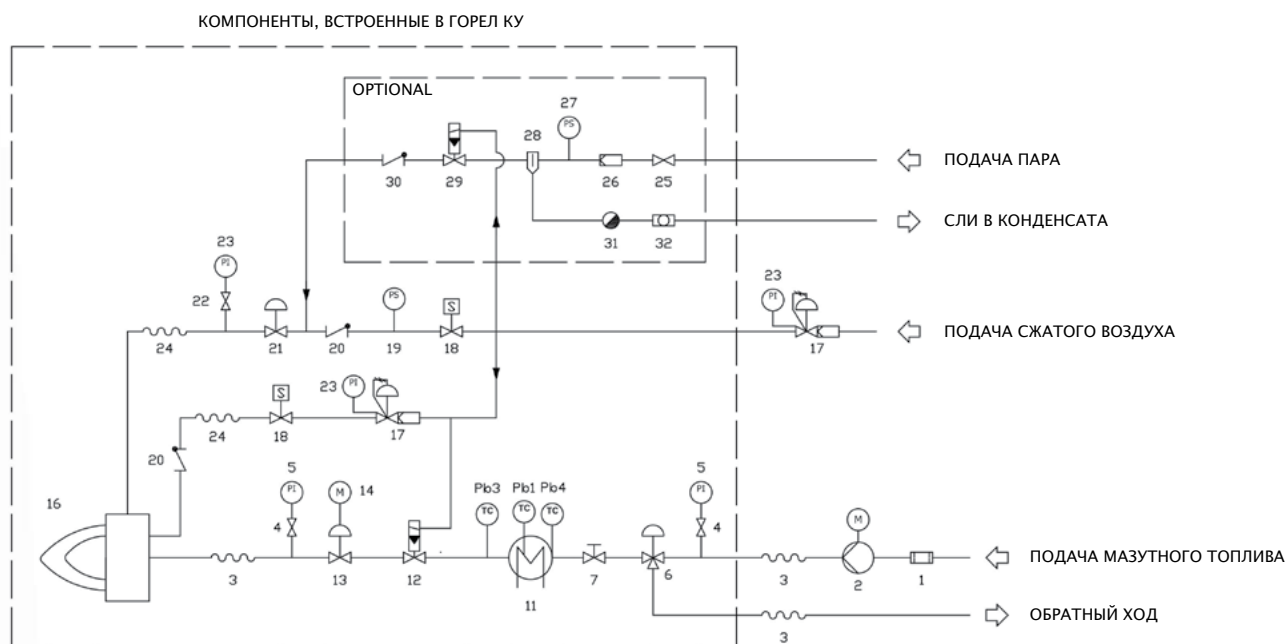 КОМПОНЕНТЫ, ВСТРОЕННЫЕ В ГОРЕЛ КУ
OPTIONAL
27
PS
28
30
29
26
25
ПОДАЧА ПАРА
31
32
СЛИ В КОНДЕНСАТА
23
PI
22
24
21
20
PS
19
S
18
23
PI
17
ПОДАЧА СЖАТОГО ВОЗДУХА
S
23
PI
24
18
17
20
16
5
PI
4
M
14
Pb3
TC
Pb1
TC
Pb4
TC
5
PI
4
M
3
13
12
11
7
6
3
2
1
ПОДАЧА МАЗУТНОГО ТОПЛИВА
3
ОБРАТНЫЙ ХОД